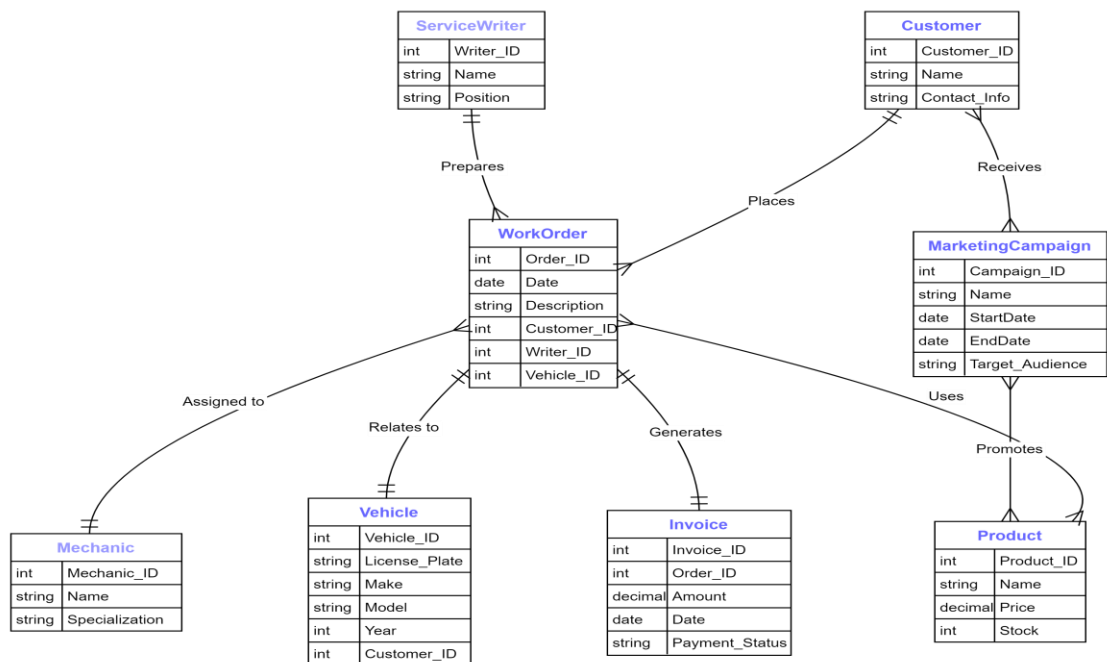 ServiceWriter
int Writer_ID
string Name
string Position
Customer
int Customer_ID
string Name
string Contact_Info
Prepares
Receives
Places
WorkOrder
int Order_ID
date Date
string Description
int Customer_ID
int Writer_ID
int Vehicle_ID
MarketingCampaign
int Campaign_ID
string Name
date StartDate
date EndDate
string Target_Audience
Assigned to
Relates to
Generates
Uses
Promotes
Mechanic
int Mechanic_ID
string Name
string Specialization
Vehicle
int Vehicle_ID
string License_Plate
string Make
string Model
int Year
int Customer_ID
Invoice
int Invoice_ID
int Order_ID
decimal Amount
date Date
string Payment_Status
Product
int Product_ID
string Name
decimal Price
int Stock